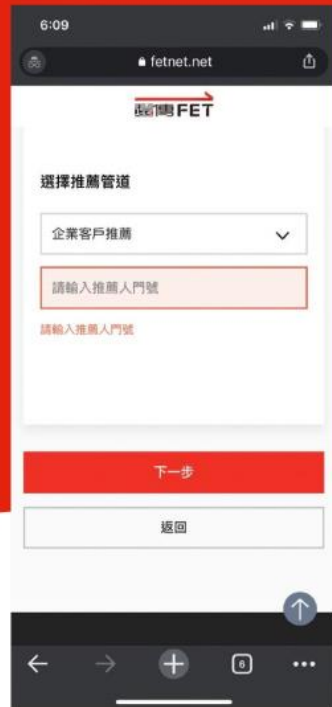 6:09
fetnet.net
遠傳FET
選擇推薦管道
企業客戶推薦
請輸入推薦人門號
請輸入推薦人門號
下一步
返回
6